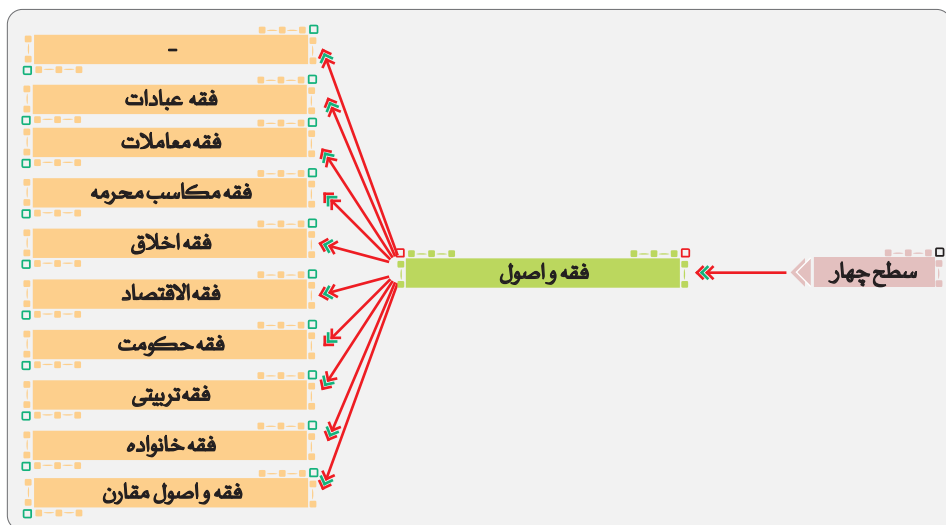 سطح چهار
فقه و اصول
-
فقه عبادات
فقه معاملات
فقه مکاسب محرمه
فقه اخلاق
فقه الاقتصاد
فقه حکومت
فقه تربیتی
فقه خانواده
فقه و اصول مقارن